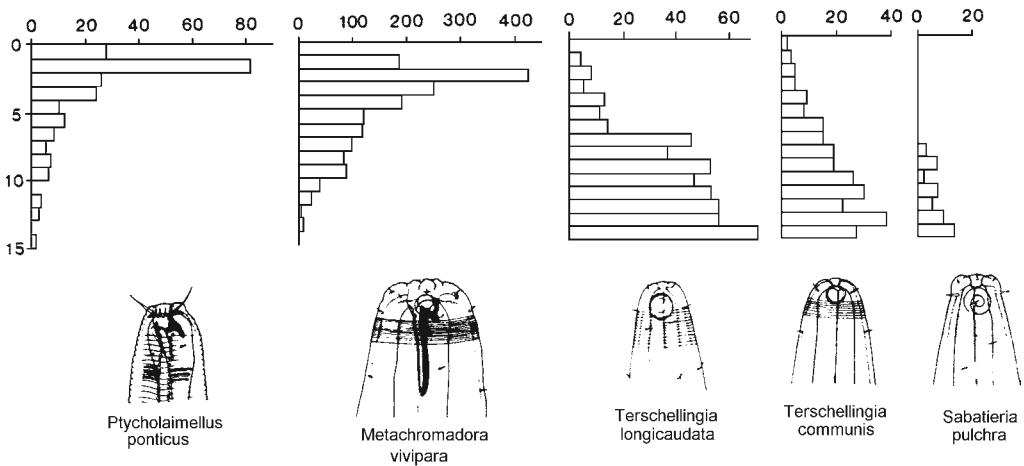 0 20 40 60 80
0 100 200 300 400
0 20 40 60
0 20 40
0 20
0
5
10
15
Ptycholaimellus
ponticus
Metachromadora
vivipara
Terschellingia
longicaudata
Terschellingia
communis
Sabatieria
pulchra